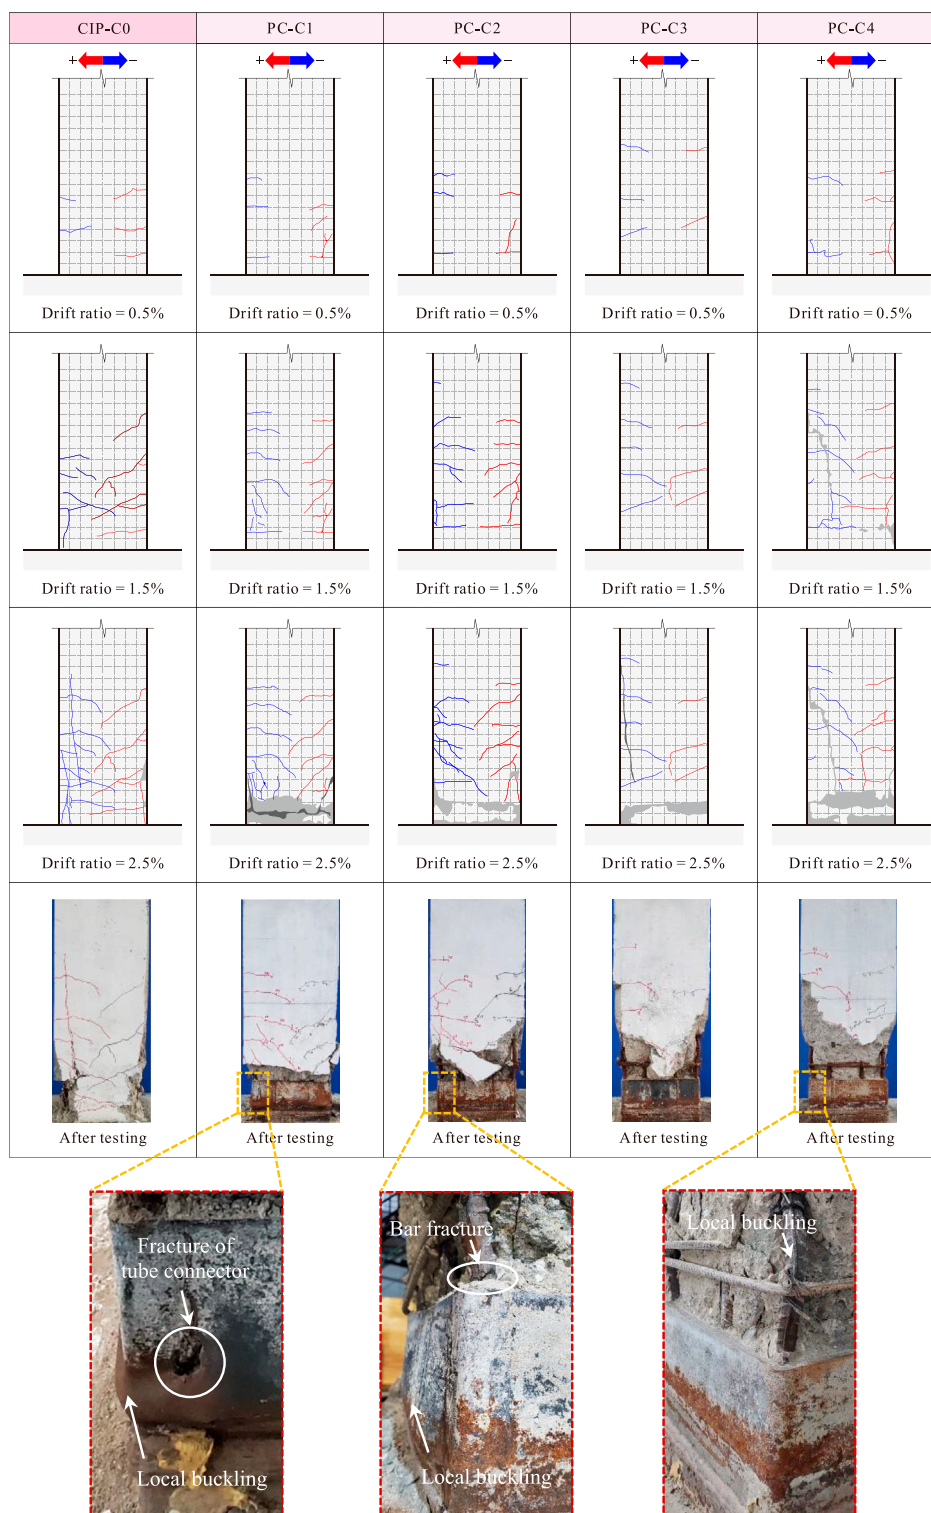 CIP-C0 PC-C1 PC-C2 PC-C3 PC-C4
+ − + − + − + − + −
Drift ratio = 0.5% Drift ratio = 0.5% Drift ratio = 0.5% Drift ratio = 0.5% Drift ratio = 0.5%
Drift ratio = 1.5% Drift ratio = 1.5% Drift ratio = 1.5% Drift ratio = 1.5% Drift ratio = 1.5%
Drift ratio = 2.5% Drift ratio = 2.5% Drift ratio = 2.5% Drift ratio = 2.5% Drift ratio = 2.5%
After testing After testing After testing After testing After testing
Fracture of
tube connector
Local buckling
Bar fracture
Local buckling
Local buckling